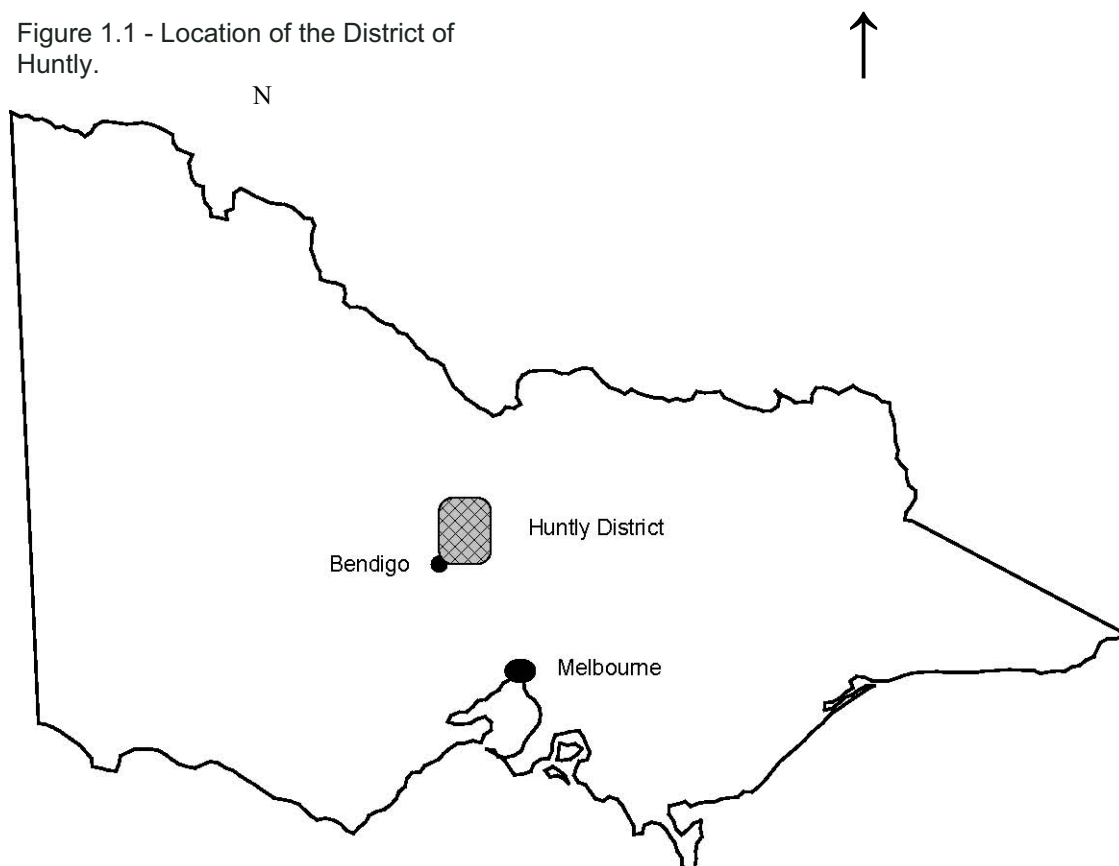 Figure 1.1 - Location of the District of
Huntly.
N
Huntly District
Bendigo
Melbourne